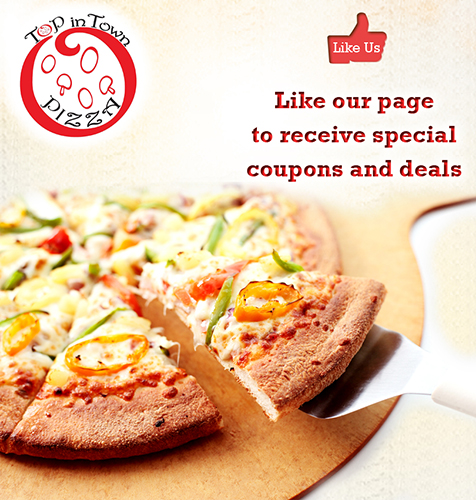 Top in Town
PIZZA
Like Us
Like our page
to receive special
coupons and deals